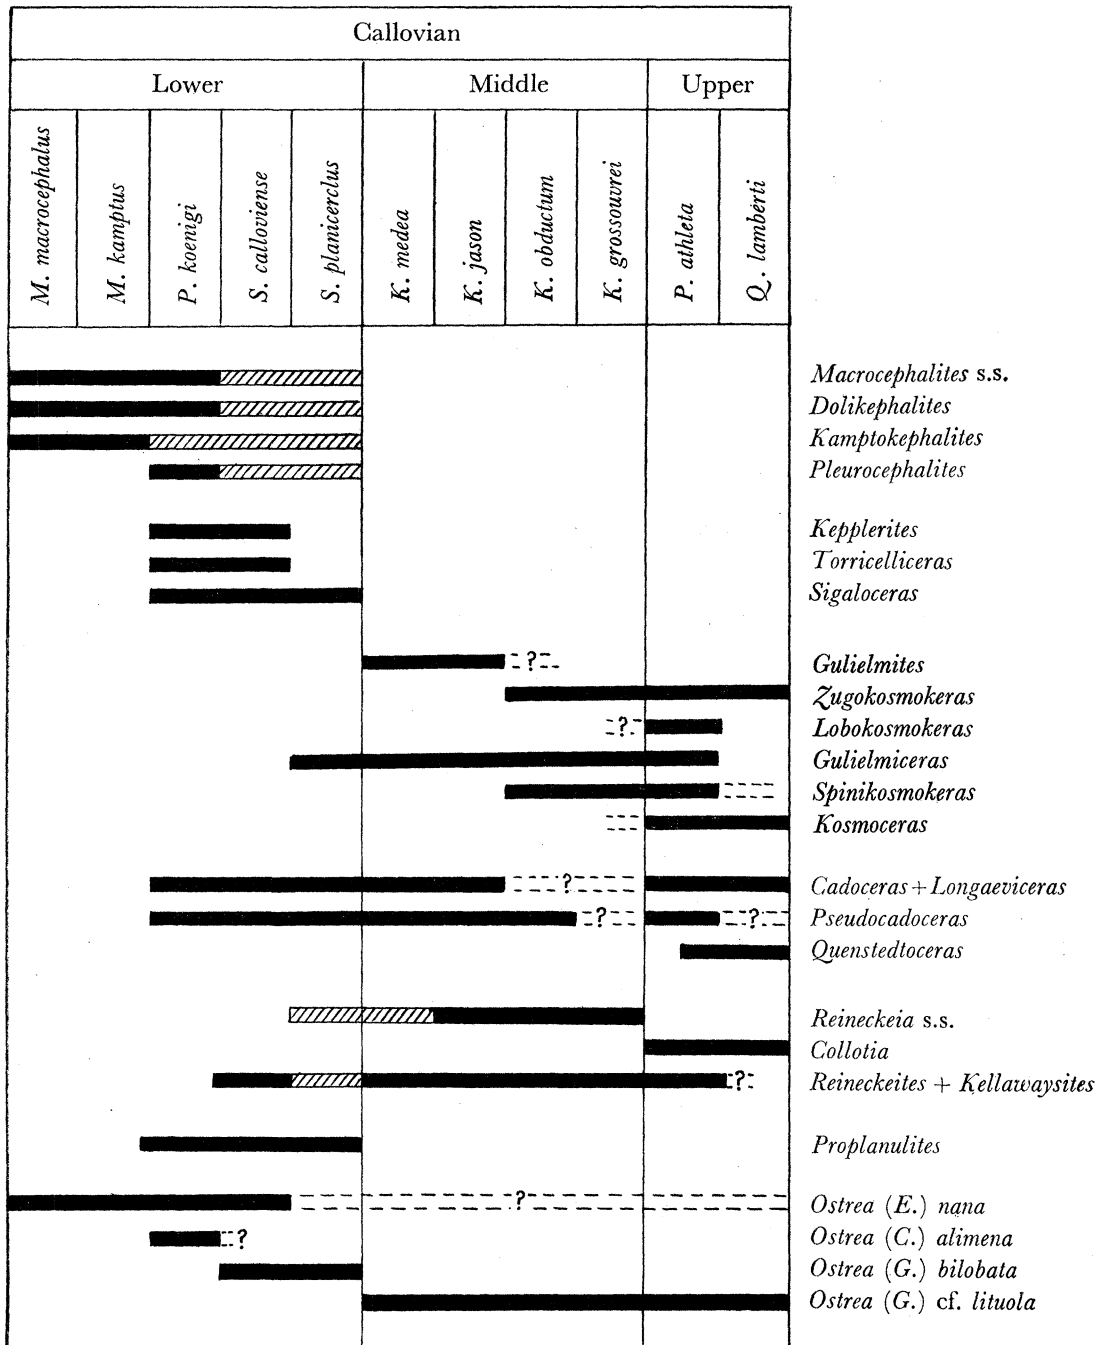 Callovian
Lower Middle Upper
M. macrocephalus
M. kamptus
P. koenigi
S. calloviense
S. planicerclus
K. medea
K. jason
K. obductum
K. grossouvrei
P. athleta
Q. lamberti
Macrocephalites s.s.
Dolikephalites
Kamptokephalites
Pleurocephalites
Kepplerites
Torricelliceras
Sigaloceras
? Gulielmites
Zugokosmokeras
? Lobokosmokeras
Gulielmiceras
Spinikosmokeras
Kosmoceras
? Cadoceras + Longaeviceras
? ? Pseudocadoceras
Quenstedtoceras
Reineckeia s.s.
Collotia
? Reineckeites + Kellawaysites
Proplanulites
? Ostrea (E.) nana
? Ostrea (C.) alimena
Ostrea (G.) bilobata
Ostrea (G.) cf. lituola